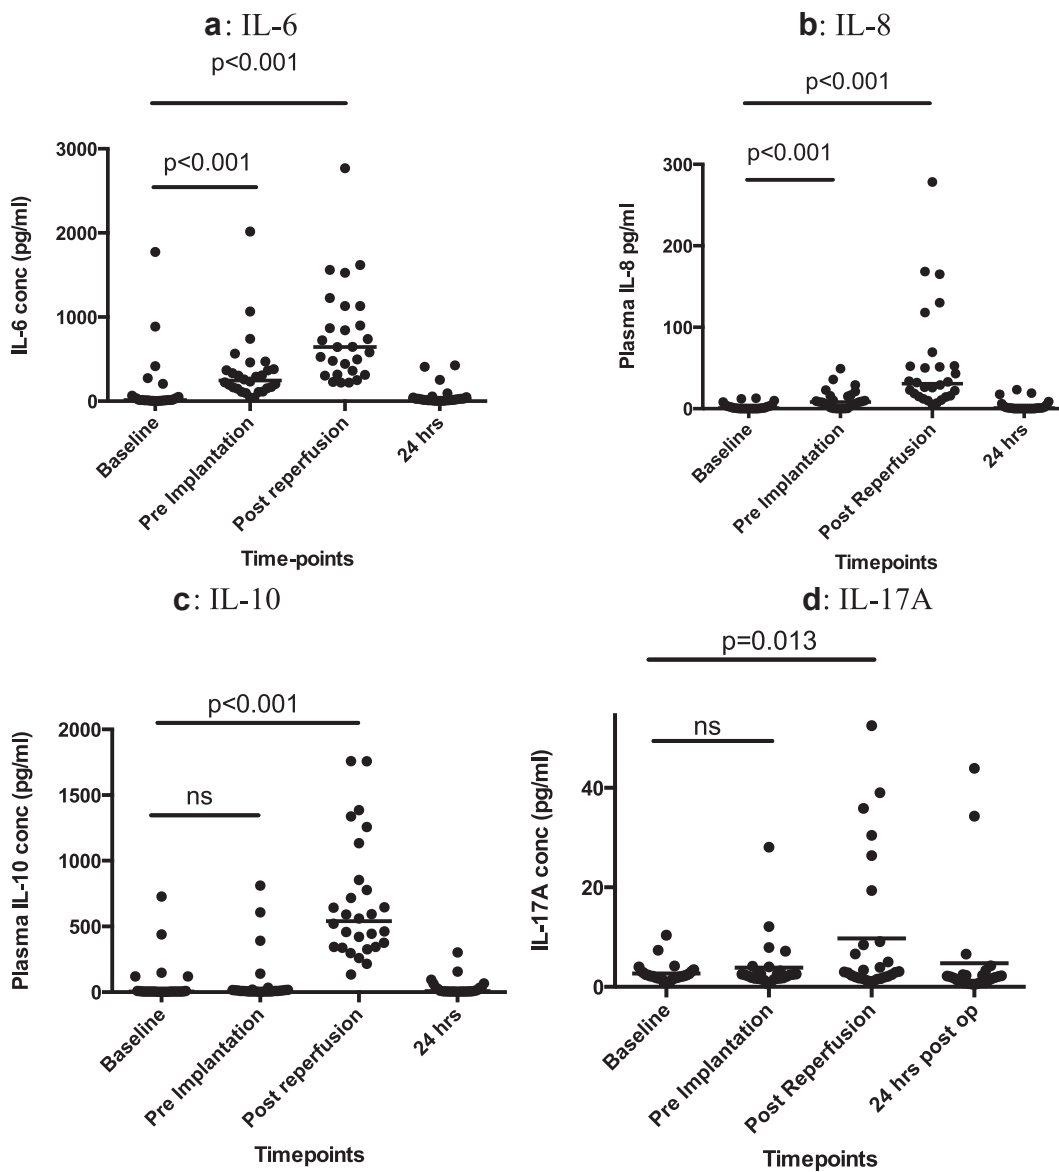 a: IL-6
p<0.001
p<0.001
IL-6 conc (pg/ml)
3000
2000
1000
0
Baseline
Pre Implantation
Post reperfusion
24 hrs
Time-points
b: IL-8
p<0.001
p<0.001
Plasma IL-8 pg/ml
300
200
100
0
Baseline
Pre Implantation
Post Reperfusion
24 hrs
Timepoints
c: IL-10
p<0.001
ns
Plasma IL-10 conc (pg/ml)
2000
1500
1000
500
0
Baseline
Pre Implantation
Post reperfusion
24 hrs
Timepoints
d: IL-17A
p=0.013
ns
IL-17A conc (pg/ml)
40
20
0
Baseline
Pre Implantation
Post Reperfusion
24 hrs post op
Timepoints